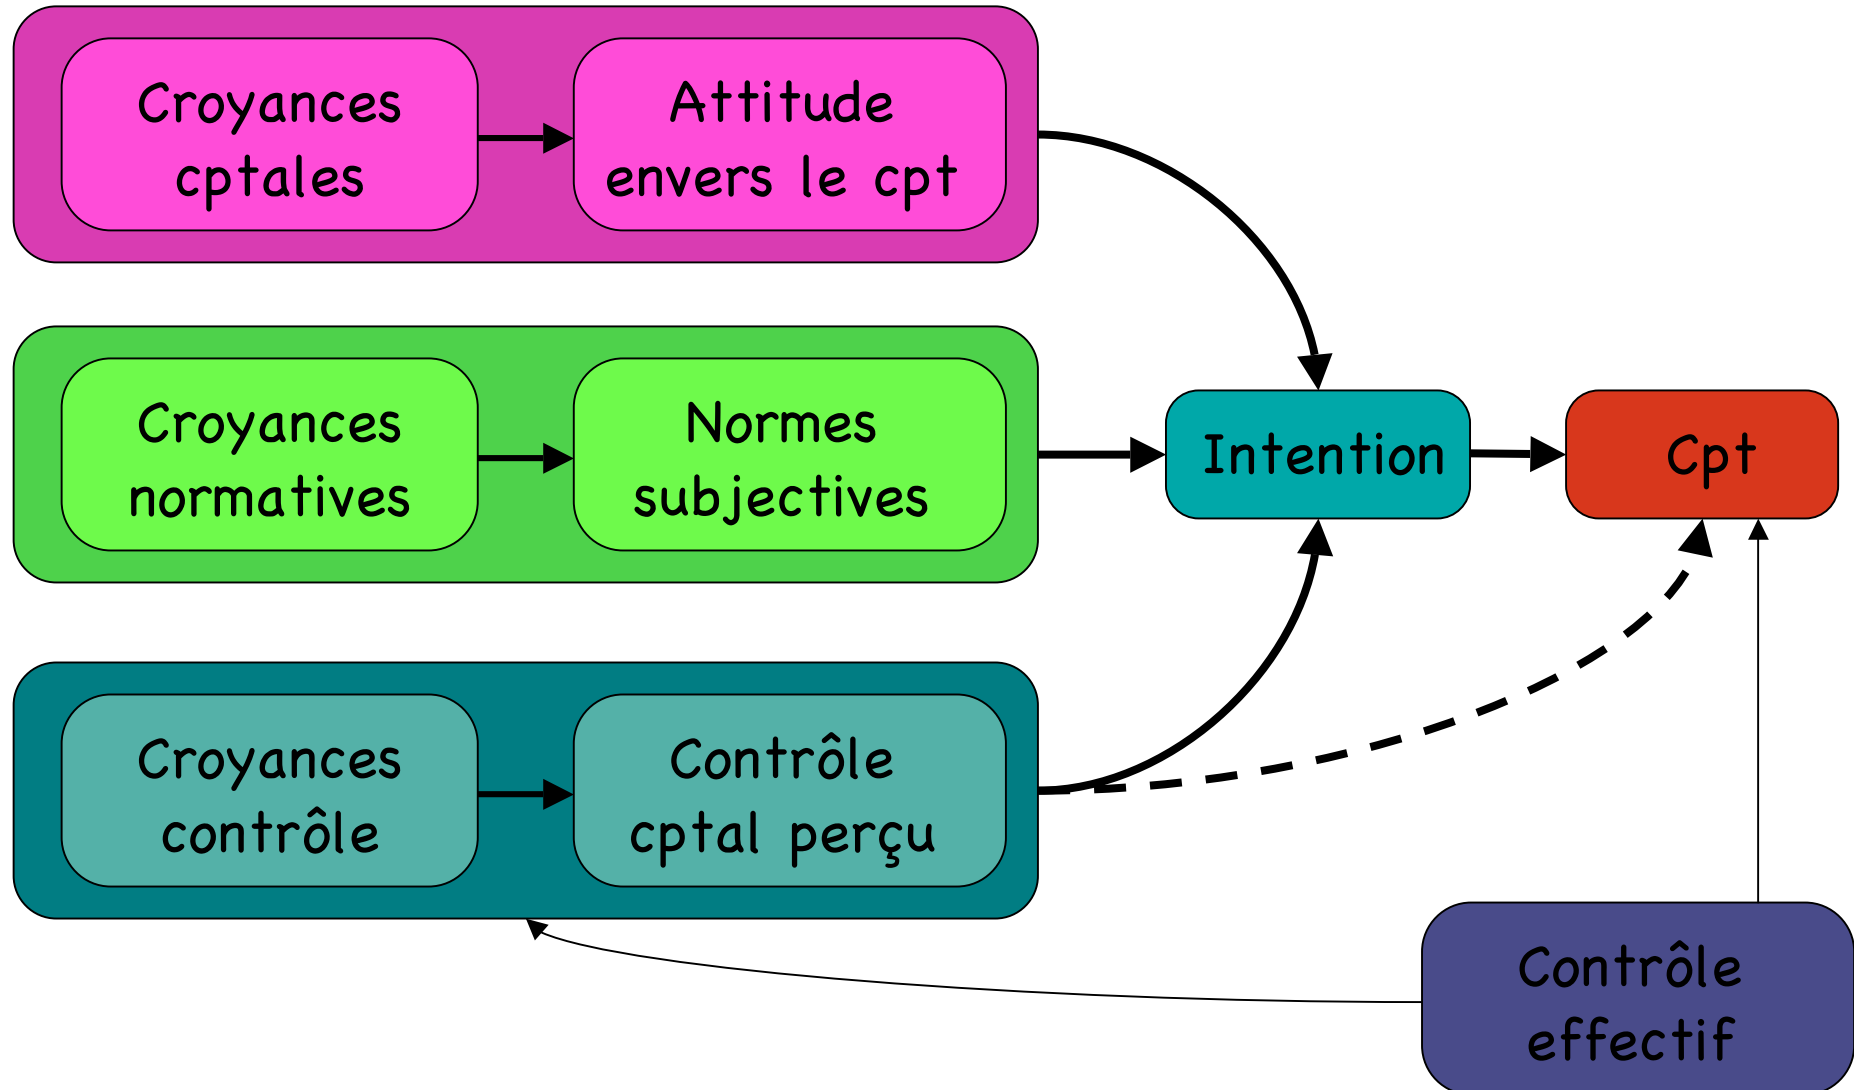 Croyances
cptales
Attitude
envers le cpt
Croyances
normatives
Normes
subjectives
Intention
Cpt
Croyances
contrôle
Contrôle
cptal perçu
Contrôle
effectif